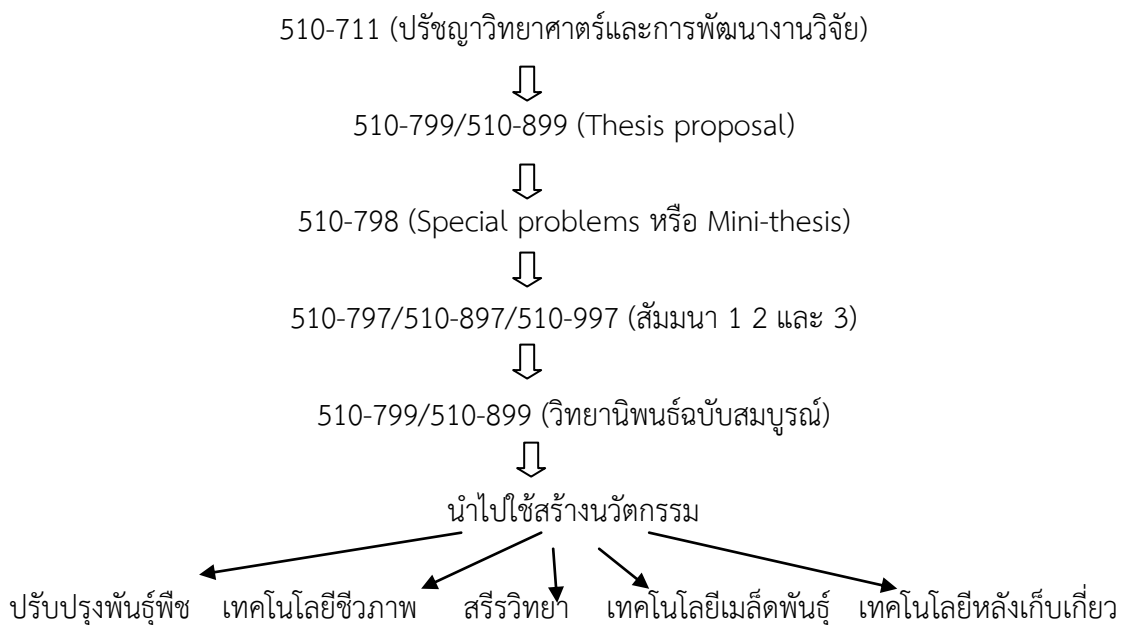 510-711 (ปรัชญาวิทยาศาตร์และการพัฒนางานวิจัย)
510-799/510-899 (Thesis proposal)
510-798 (Special problems หรือ Mini-thesis)
510-797/510-897/510-997 (สัมมนา 1 2 และ 3)
510-799/510-899 (วิทยานิพนธ์ฉบับสมบูรณ์)
นำไปใช้สร้างนวัตกรรม
ปรับปรุงพันธุ์พืช เทคโนโลยีชีวภาพ สรีรวิทยา เทคโนโลยีเมล็ดพันธุ์ เทคโนโลยีหลังเก็บเกี่ยว